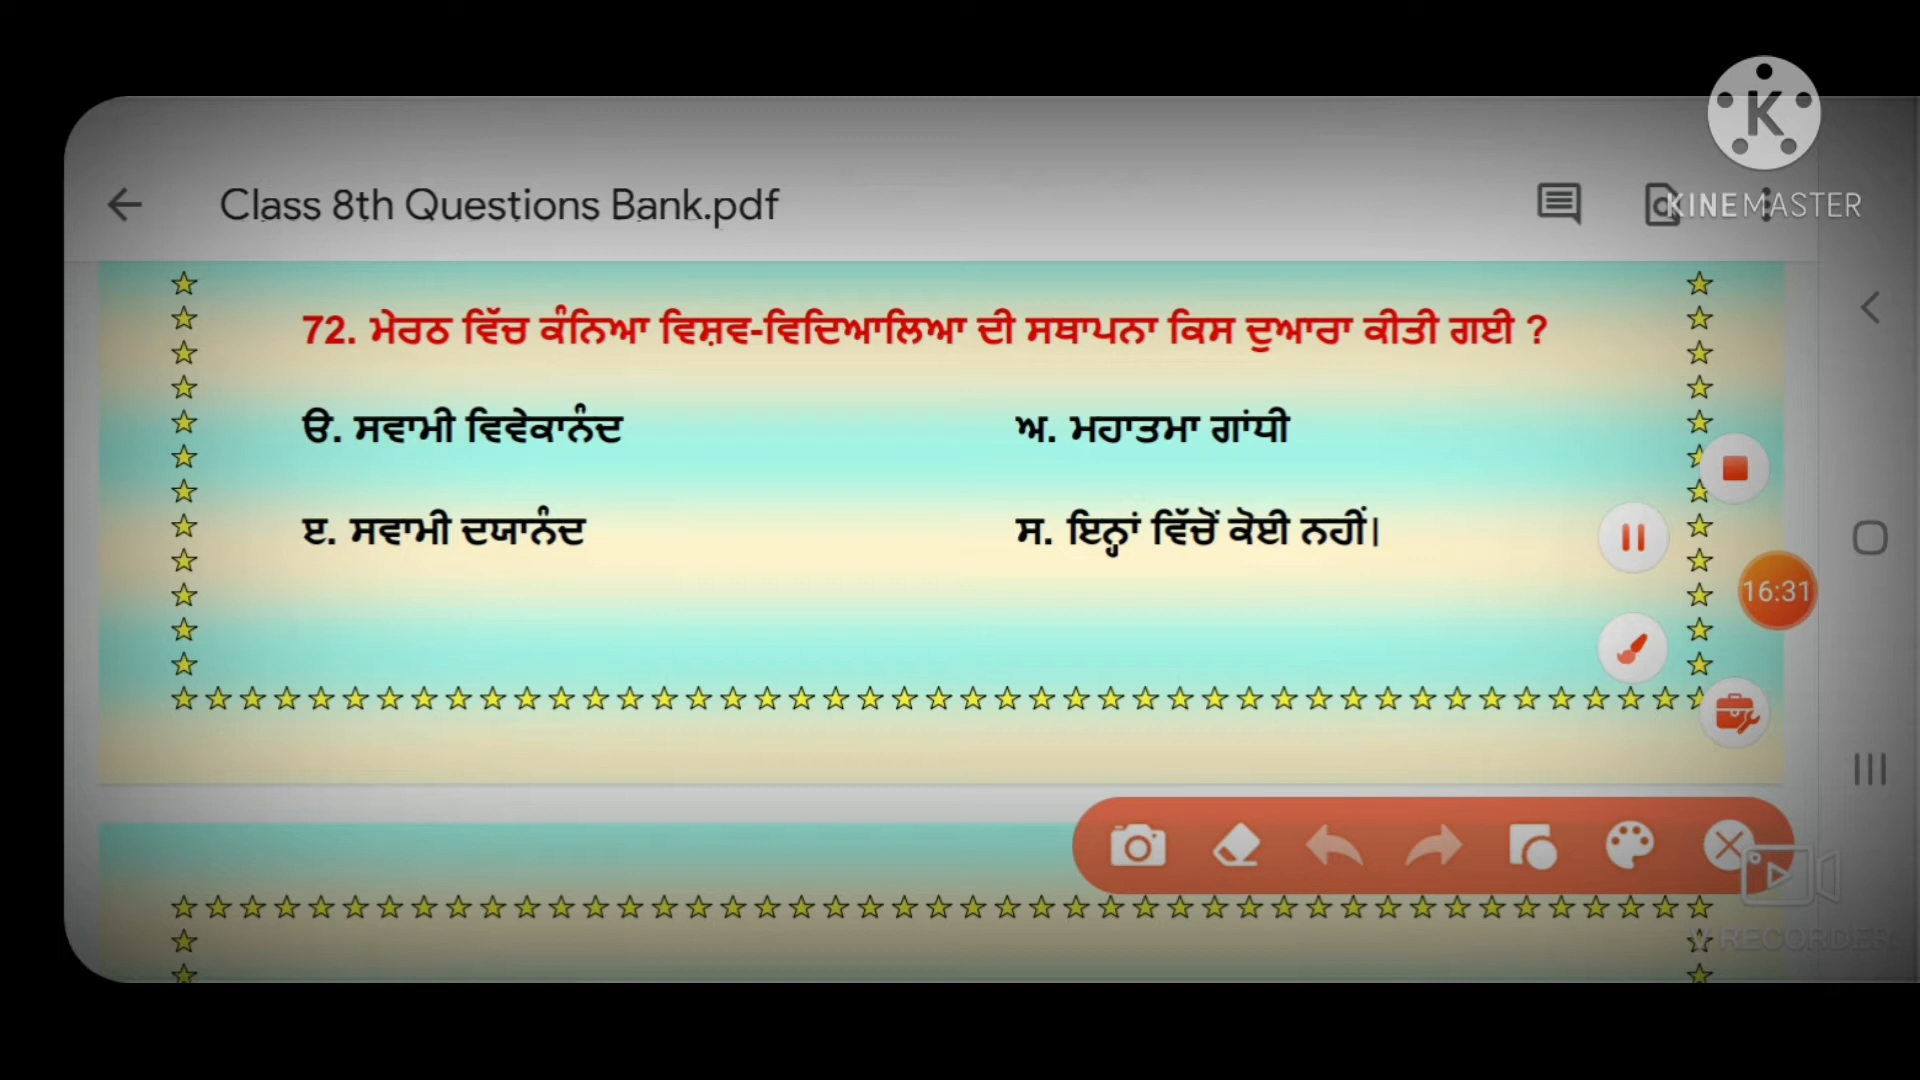 K
KINEMASTER
Class 8th Questions Bank.pdf
72. ਮੇਰਠ ਵਿੱਚ ਕੰਨਿਆ ਵਿਸ਼ਵ-ਵਿਦਿਆਲਿਆ ਦੀ ਸਥਾਪਨਾ ਕਿਸ ਦੁਆਰਾ ਕੀਤੀ ਗਈ ?
ੳ. ਸਵਾਮੀ ਵਿਵੇਕਾਨੰਦ
ਅ. ਮਹਾਤਮਾ ਗਾਂਧੀ
ੲ. ਸਵਾਮੀ ਦਯਾਨੰਦ
ਸ. ਇਨ੍ਹਾਂ ਵਿੱਚੋਂ ਕੋਈ ਨਹੀਂ।
16:31
V RECORDER